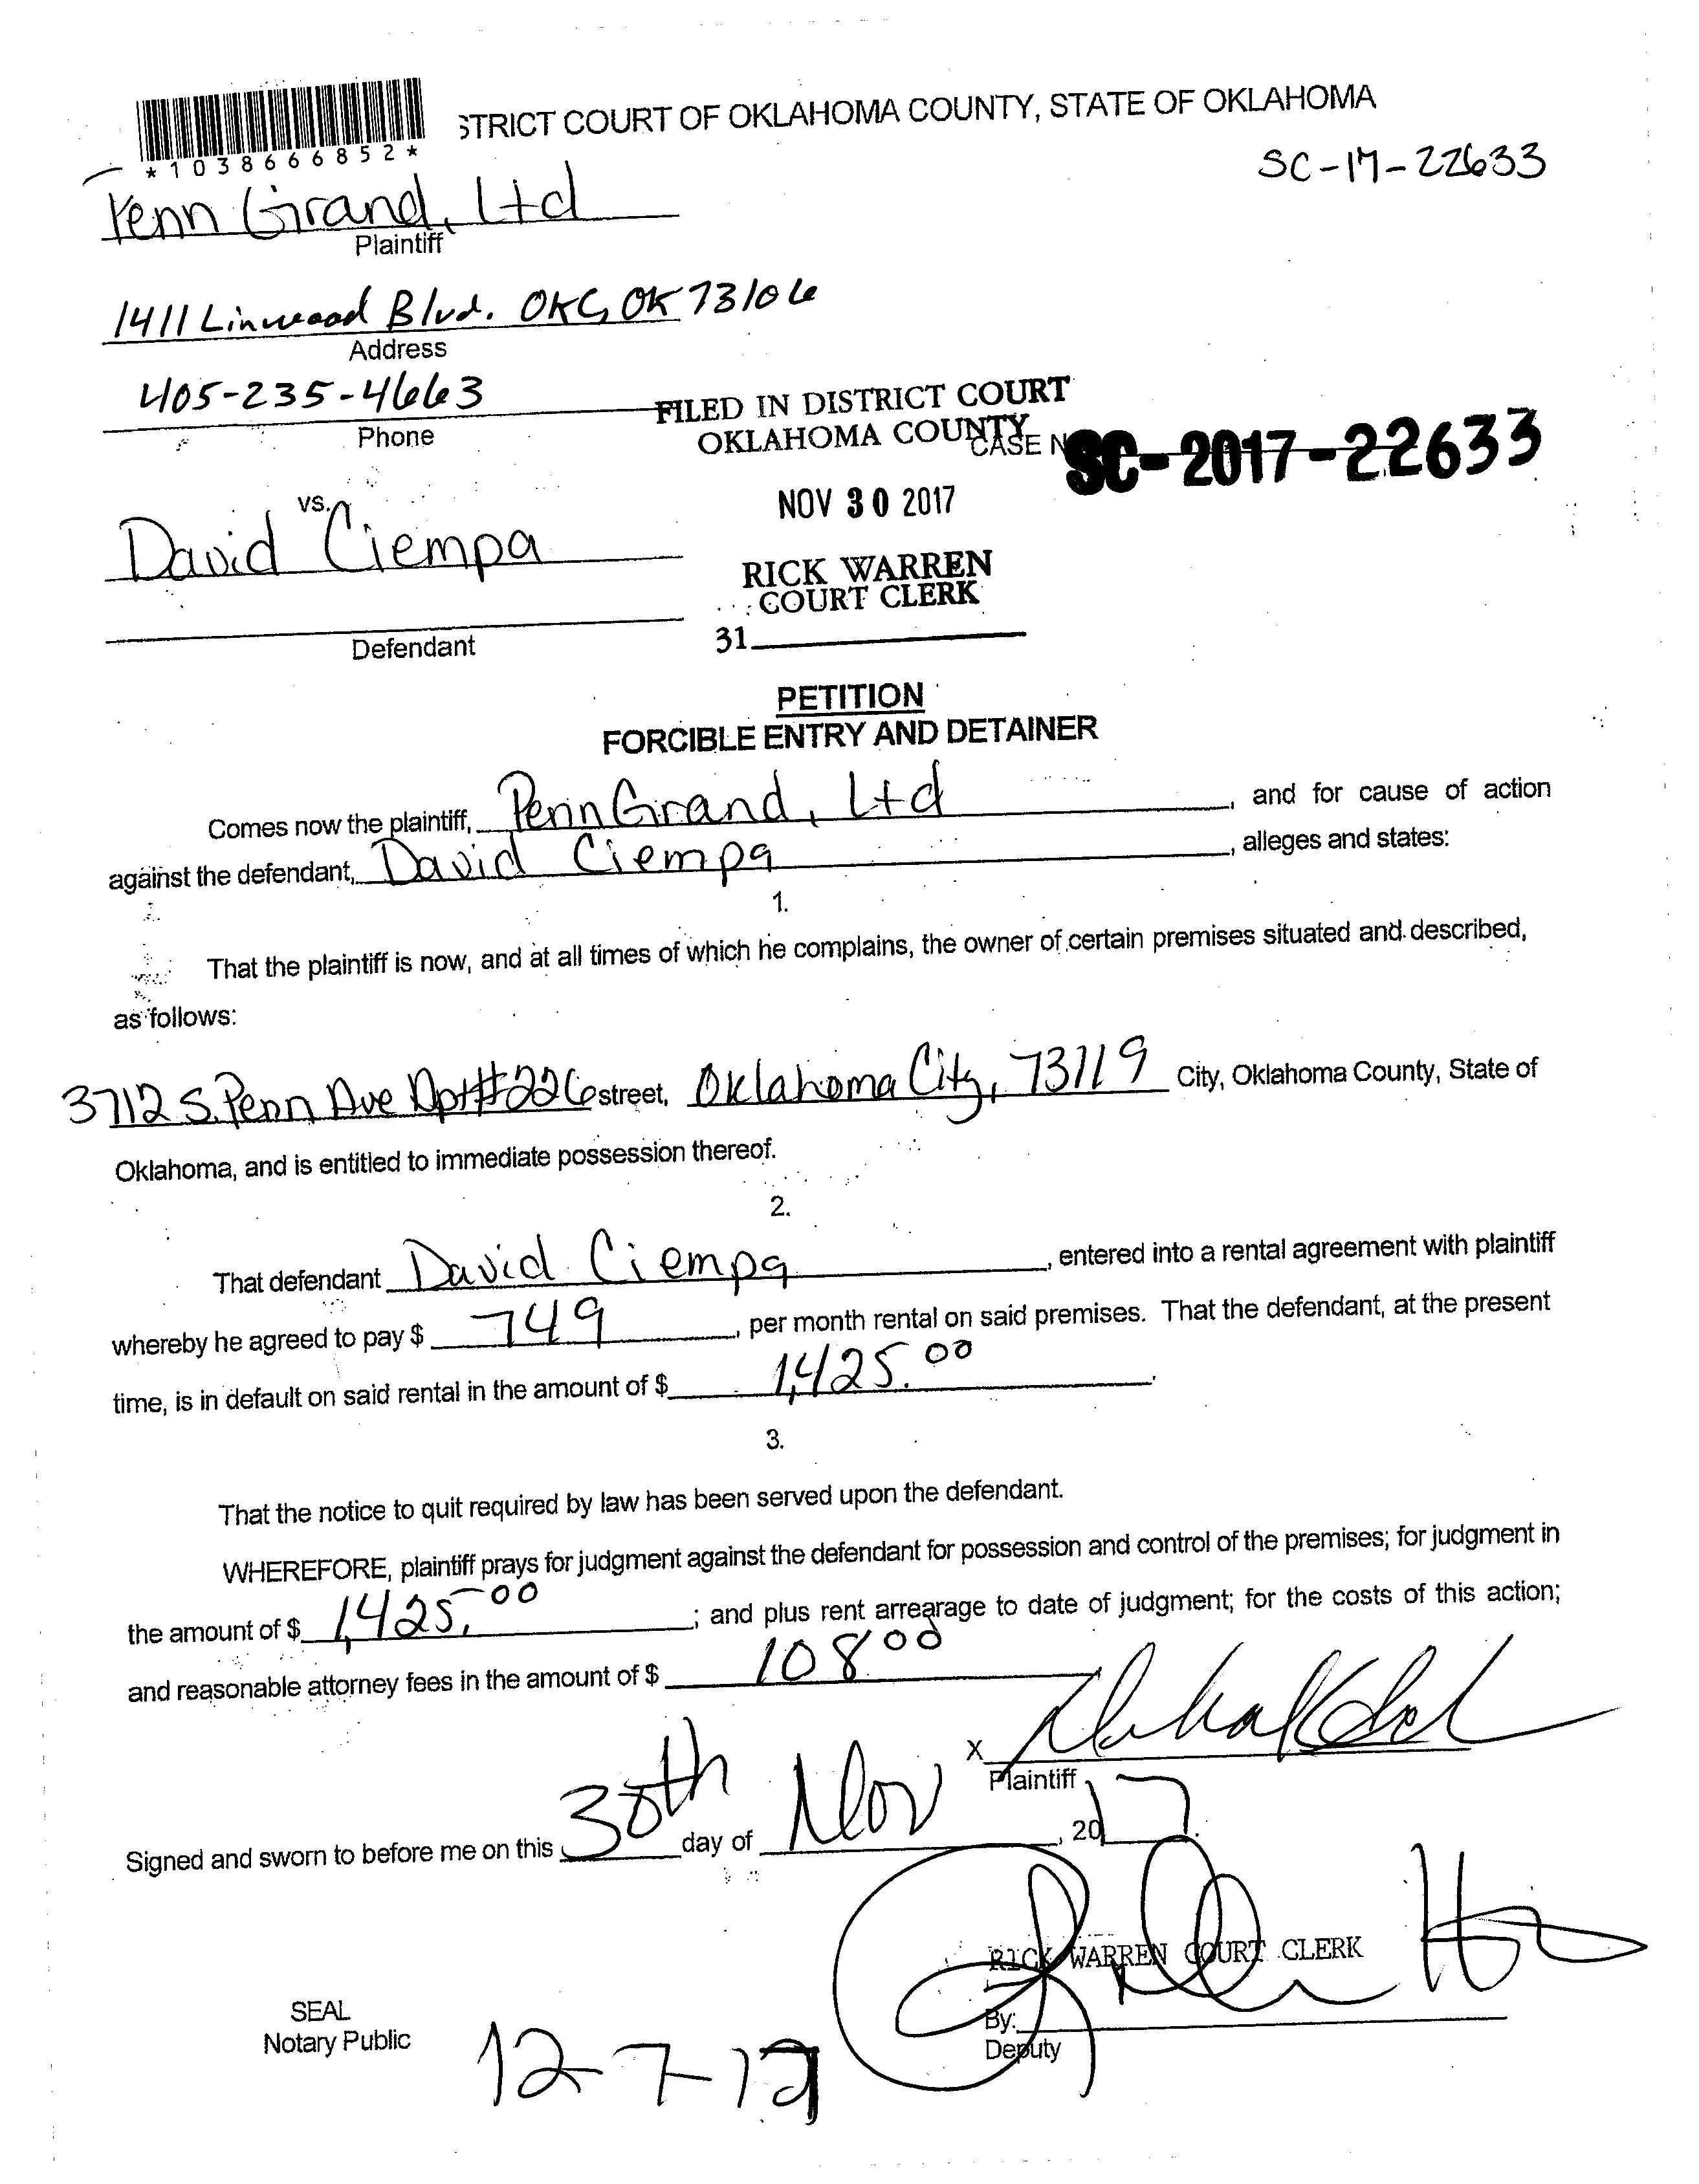 STRICT COURT OF OKLAHOMA COUNTY, STATE OF OKLAHOMA
*1038666852*
SC-17-22633
Penn Grand, Ltd
Plaintiff
1411 Linwood Blvd. OKC, OK 73106
Address
405-235-4663
Phone
FILED IN DISTRICT COURT
OKLAHOMA COUNTY
CASE N
SC-2017-22633
NOV 30 2017
vs.
David Ciempa
RICK WARREN
COURT CLERK
31
Defendant
PETITION
FORCIBLE ENTRY AND DETAINER
Comes now the plaintiff, Penn Grand, Ltd, and for cause of action
against the defendant, David Ciempa, alleges and states:
1.
That the plaintiff is now, and at all times of which he complains, the owner of certain premises situated and described,
as follows:
3712 S. Penn Ave Apt#226 street, Oklahoma City, 73119 City, Oklahoma County, State of
Oklahoma, and is entitled to immediate possession thereof.
2.
That defendant David Ciempa, entered into a rental agreement with plaintiff
whereby he agreed to pay $ 749, per month rental on said premises. That the defendant, at the present
time, is in default on said rental in the amount of $ 1,425.00.
3.
That the notice to quit required by law has been served upon the defendant.
WHEREFORE, plaintiff prays for judgment against the defendant for possession and control of the premises; for judgment in
the amount of $ 1,425.00; and plus rent arrearage to date of judgment; for the costs of this action;
and reasonable attorney fees in the amount of $ 108 00
X
Plaintiff
Signed and sworn to before me on this 30th day of Nov, 2017.
RICK WARREN COURT CLERK
SEAL
Notary Public
By:
Deputy
12-7-17